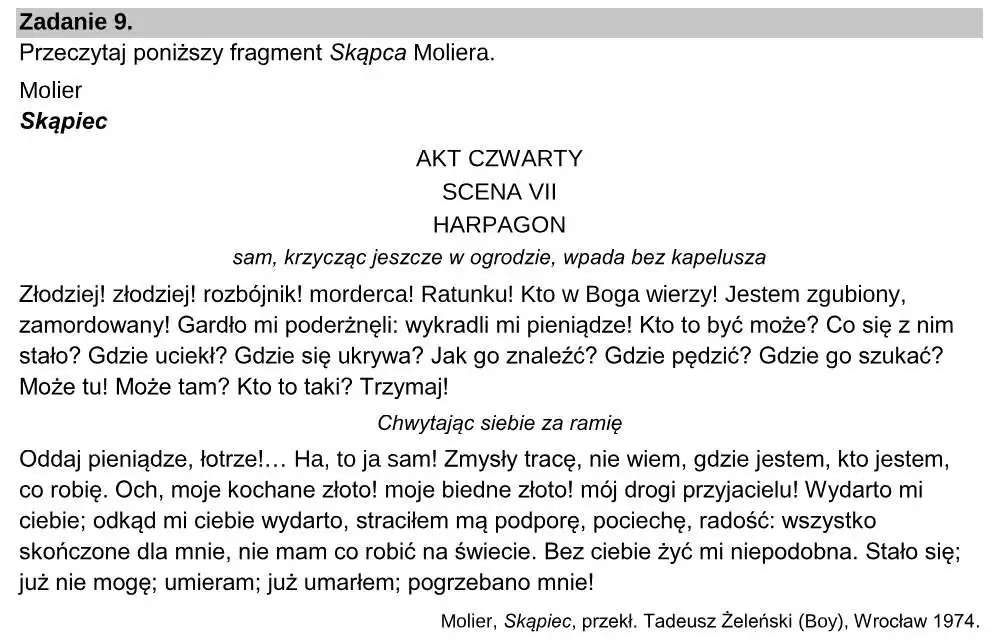 Zadanie 9.
Przeczytaj poniższy fragment Skąpca Moliera.
Molier
Skąpiec
AKT CZWARTY
SCENA VII
HARPAGON
sam, krzycząc jeszcze w ogrodzie, wpada bez kapelusza
Złodziej! złodziej! rozbójnik! morderca! Ratunku! Kto w Boga wierzy! Jestem zgubiony,
zamordowany! Gardło mi poderżnęli: wykradli mi pieniądze! Kto to być może? Co się z nim
stało? Gdzie uciekł? Gdzie się ukrywa? Jak go znaleźć? Gdzie pędzić? Gdzie go szukać?
Może tu! Może tam? Kto to taki? Trzymaj!
Chwytając siebie za ramię
Oddaj pieniądze, łotrze!… Ha, to ja sam! Zmysły tracę, nie wiem, gdzie jestem, kto jestem,
co robię. Och, moje kochane złoto! moje biedne złoto! mój drogi przyjacielu! Wydarto mi
ciebie; odkąd mi ciebie wydarto, straciłem mą podporę, pociechę, radość: wszystko
skończone dla mnie, nie mam co robić na świecie. Bez ciebie żyć mi niepodobna. Stało się;
już nie mogę; umieram; już umarłem; pogrzebano mnie!
Molier, Skąpiec, przekł. Tadeusz Żeleński (Boy), Wrocław 1974.